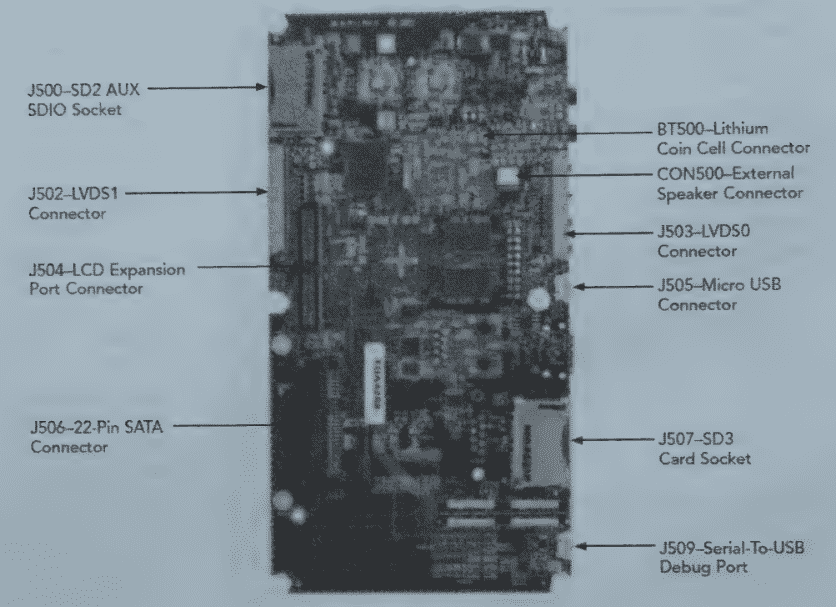 J500–SD2 AUX
SDIO Socket
J502–LVDS1
Connector
J504–LCD Expansion
Port Connector
J506–22-Pin SATA
Connector
BT500–Lithium
Coin Cell Connector
CON500–External
Speaker Connector
J503–LVDS0
Connector
J505–Micro USB
Connector
J507–SD3
Card Socket
J509–Serial-To-USB
Debug Port